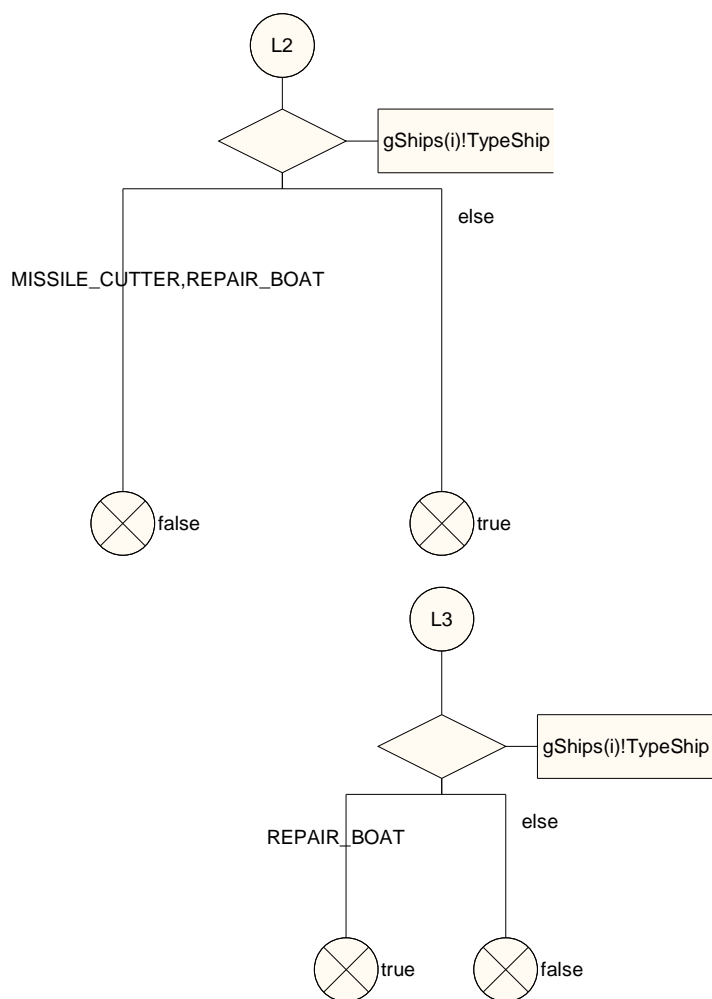 L2
gShips(i)!TypeShip
else
MISSILE_CUTTER,REPAIR_BOAT
false
true
L3
gShips(i)!TypeShip
else
REPAIR_BOAT
true
false